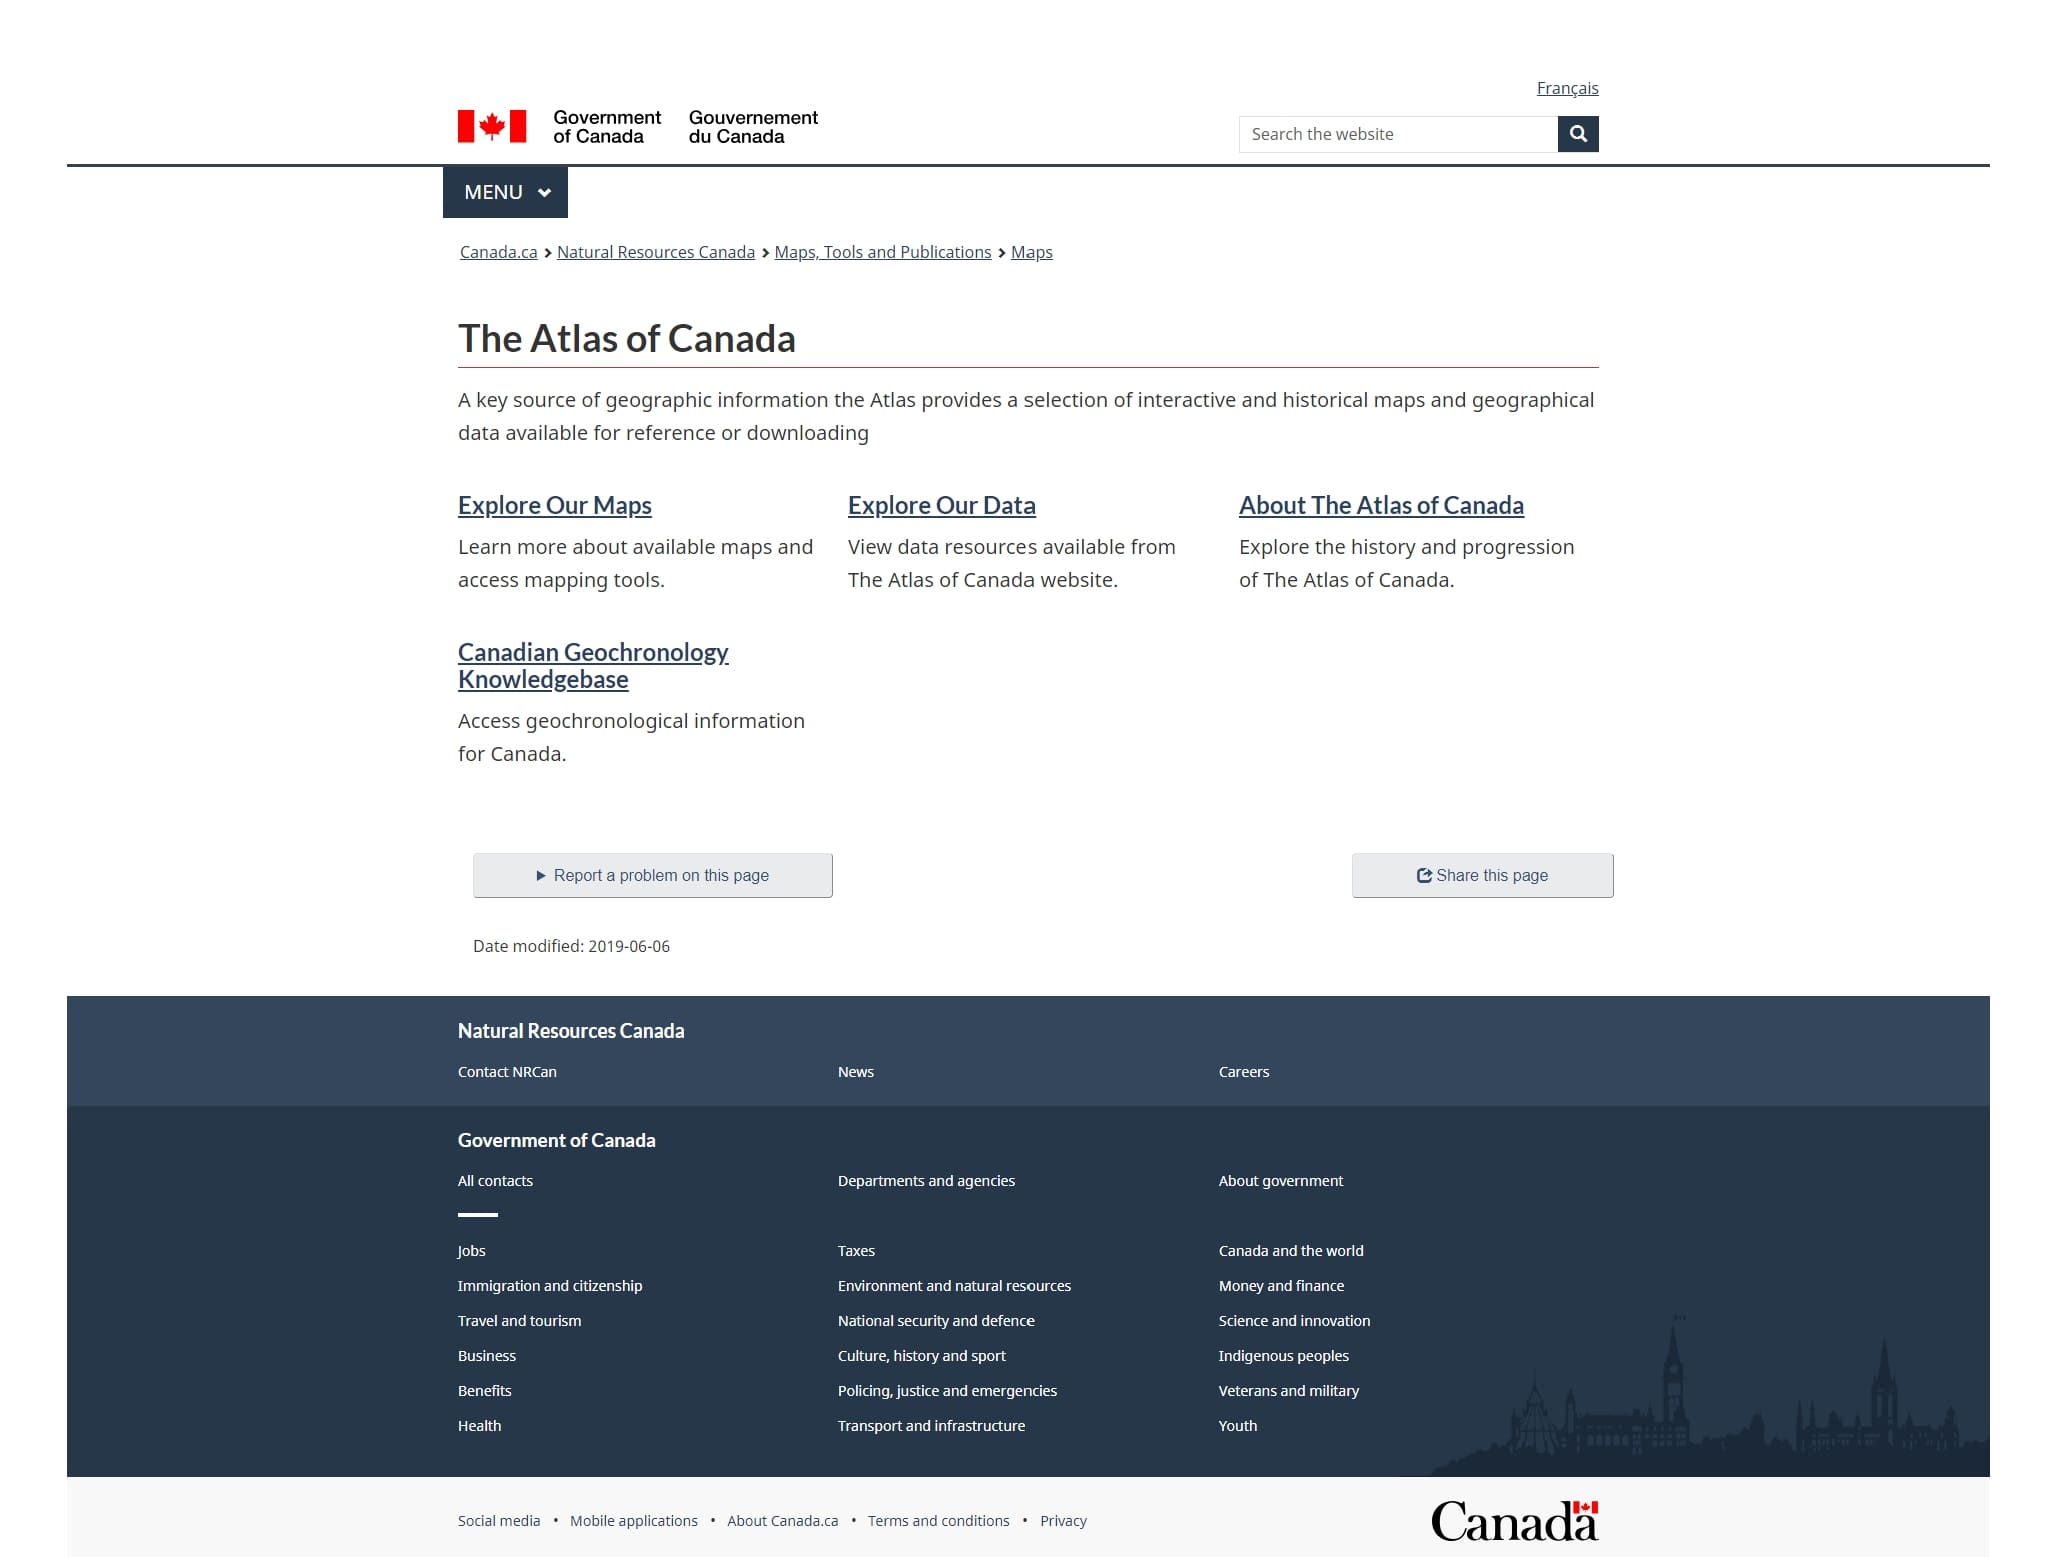 Français
Government of Canada
Gouvernement du Canada
Search the website
MENU
Canada.ca > Natural Resources Canada > Maps, Tools and Publications > Maps
The Atlas of Canada
A key source of geographic information the Atlas provides a selection of interactive and historical maps and geographical
data available for reference or downloading
Explore Our Maps
Learn more about available maps and
access mapping tools.
Explore Our Data
View data resources available from
The Atlas of Canada website.
About The Atlas of Canada
Explore the history and progression
of The Atlas of Canada.
Canadian Geochronology
Knowledgebase
Access geochronological information
for Canada.
Report a problem on this page
Share this page
Date modified: 2019-06-06
Natural Resources Canada
Contact NRCan
News
Careers
Government of Canada
All contacts
Departments and agencies
About government
Jobs
Taxes
Canada and the world
Immigration and citizenship
Environment and natural resources
Money and finance
Travel and tourism
National security and defence
Science and innovation
Business
Culture, history and sport
Indigenous peoples
Benefits
Policing, justice and emergencies
Veterans and military
Health
Transport and infrastructure
Youth
Social media • Mobile applications • About Canada.ca • Terms and conditions • Privacy
Canada